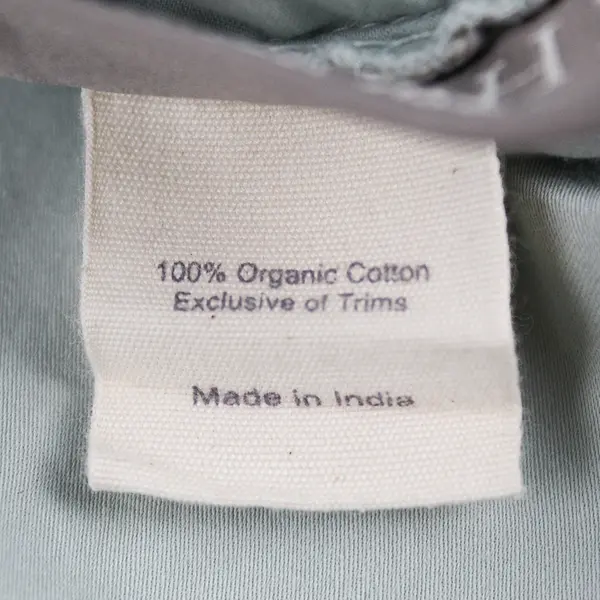 100% Organic Cotton
Exclusive of Trims
Made in India